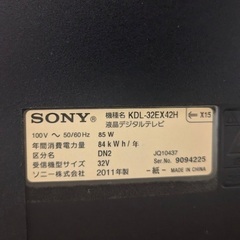 SONY 機種名 KDL-32EX42H X15
液晶デジタルテレビ
100V ~ 50/60Hz 85W
年間消費電力量 84kWh/年
区分名 DN2 JQ10437
受信機型サイズ 32V Ser.No. 9094225
ソニー株式会社 2011年製 -紙- MADE IN CHINA